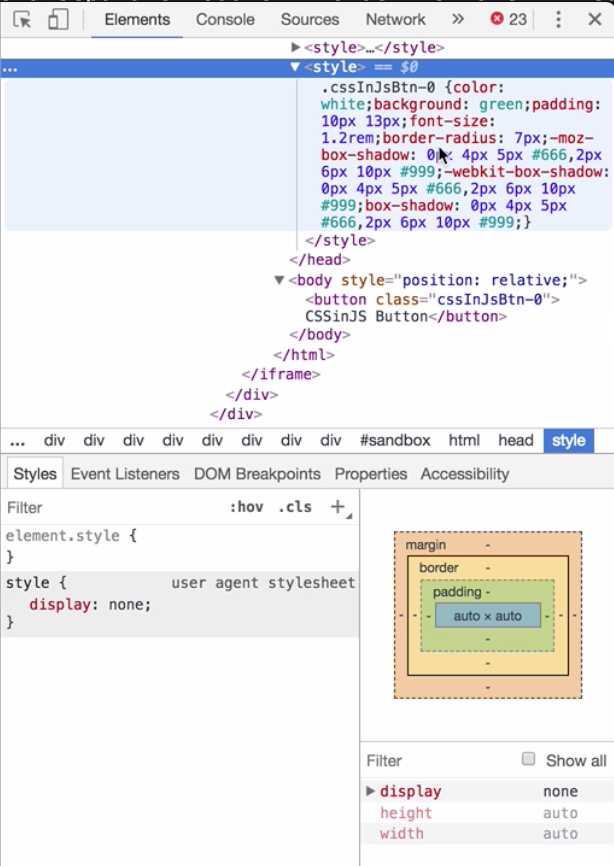 Elements Console Sources Network » 23
▶<style>…</style>
… ▼<style> == $0
.cssInJsBtn-0 {color:
white;background: green;padding:
10px 13px;font-size:
1.2rem;border-radius: 7px;-moz-
box-shadow: 0px 4px 5px #666,2px
6px 10px #999;-webkit-box-shadow:
0px 4px 5px #666,2px 6px 10px
#999;box-shadow: 0px 4px 5px
#666,2px 6px 10px #999;}
</style>
</head>
▼<body style="position: relative;">
<button class="cssInJsBtn-0">
CSSinJS Button</button>
</body>
</html>
</iframe>
</div>
</div>
… div div div div div div div div #sandbox html head style
Styles Event Listeners DOM Breakpoints Properties Accessibility
Filter :hov .cls +
element.style {
}
style { user agent stylesheet
display: none;
}
margin -
border -
padding -
- - - auto × auto - - -
-
-
-
Filter Show all
▶ display none
height auto
width auto